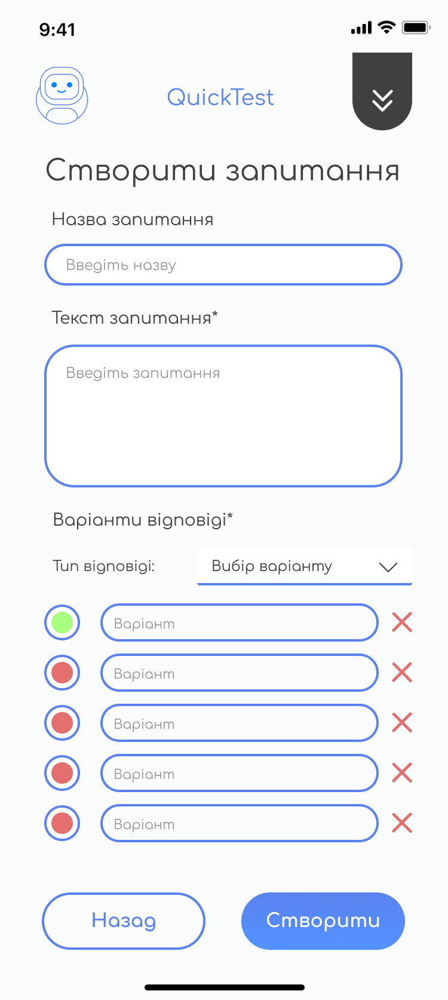 9:41
QuickTest
Створити запитання
Назва запитання
Введіть назву
Текст запитання*
Введіть запитання
Варіанти відповіді*
Тип відповіді:
Вибір варіанту
Варіант
Варіант
Варіант
Варіант
Варіант
Назад
Створити